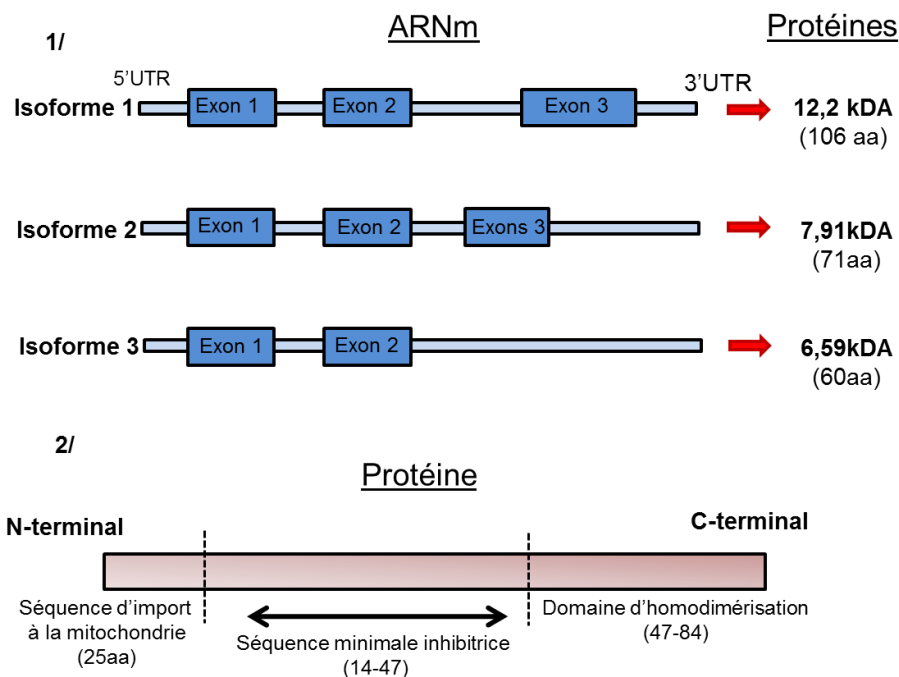 1/
ARNm
Protéines
5'UTR
3'UTR
Isoforme 1
Exon 1
Exon 2
Exon 3
12,2 kDA
(106 aa)
Isoforme 2
Exon 1
Exon 2
Exons 3
7,91kDA
(71aa)
Isoforme 3
Exon 1
Exon 2
6,59kDA
(60aa)
2/
Protéine
N-terminal
C-terminal
Séquence d'import
à la mitochondrie
(25aa)
Séquence minimale inhibitrice
(14-47)
Domaine d'homodimérisation
(47-84)